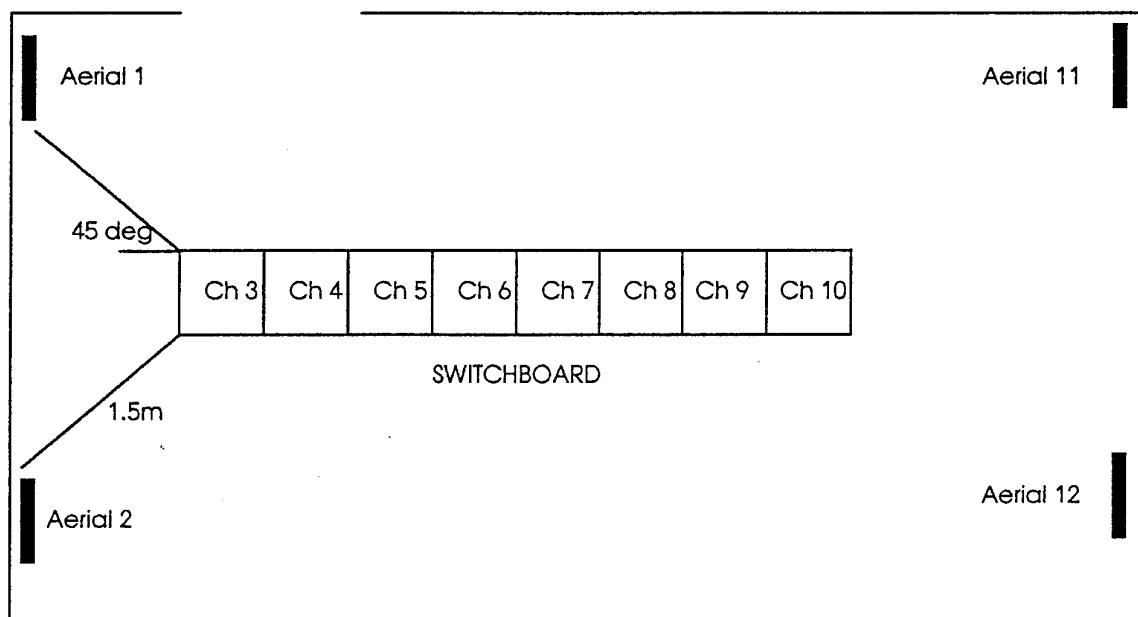 Aerial 1
Aerial 11
45 deg
Ch 3 Ch 4 Ch 5 Ch 6 Ch 7 Ch 8 Ch 9 Ch 10
SWITCHBOARD
1.5m
Aerial 12
Aerial 2